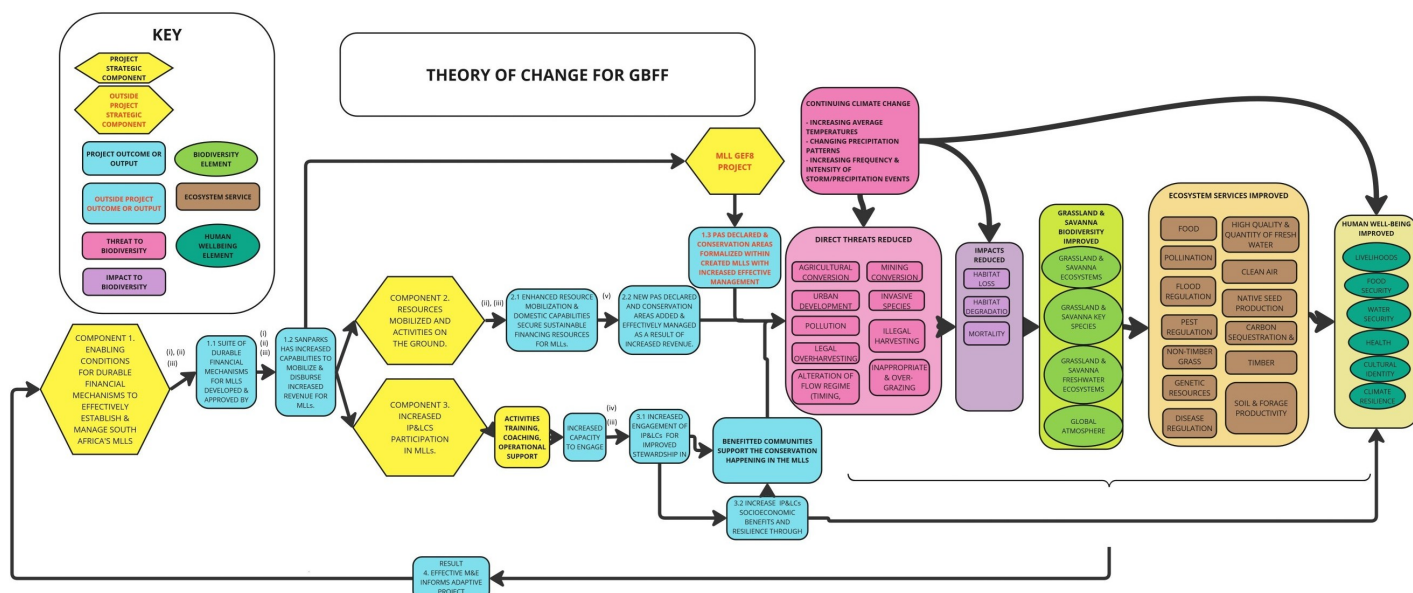 KEY
PROJECT
STRATEGIC
COMPONENT
OUTSIDE
PROJECT
STRATEGIC
COMPONENT
PROJECT OUTCOME OR
OUTPUT
BIODIVERSITY
ELEMENT
OUTSIDE PROJECT
OUTCOME OR OUTPUT
ECOSYSTEM SERVICE
THREAT TO
BIODIVERSITY
HUMAN
WELLBEING
ELEMENT
IMPACT TO
BIODIVERSITY
THEORY OF CHANGE FOR GBFF
COMPONENT 1.
ENABLING
CONDITIONS
FOR DURABLE
FINANCIAL
MECHANISMS TO
EFFECTIVELY
ESTABLISH &
MANAGE SOUTH
AFRICA'S MLLS
(i), (ii)
(iii)
1.1 SUITE OF
DURABLE
FINANCIAL
MECHANISMS
FOR MLLS
DEVELOPED &
APPROVED BY
(i)
(ii)
(iii)
1.2 SANPARKS
HAS INCREASED
CAPABILITIES TO
MOBILIZE &
DISBURSE
INCREASED
REVENUE FOR
MLLs.
COMPONENT 2.
RESOURCES
MOBILIZED AND
ACTIVITIES ON
THE GROUND.
(ii), (iii)
2.1 ENHANCED RESOURCE
MOBILIZATION &
DOMESTIC CAPABILITIES
SECURE SUSTAINABLE
FINANCING RESOURCES
FOR MLLs.
(v)
2.2 NEW PAS DECLARED
AND CONSERVATION
AREAS ADDED &
EFFECTIVELY MANAGED
AS A RESULT OF
INCREASED REVENUE.
COMPONENT 3.
INCREASED
IP&LCS
PARTICIPATION
IN MLLs.
ACTIVITIES
TRAINING,
COACHING,
OPERATIONAL
SUPPORT
INCREASED
CAPACITY TO
ENGAGE
(iv)
(iii)
3.1 INCREASED
ENGAGEMENT OF
IP&LCs FOR
IMPROVED
STEWARDSHIP IN
BENEFITTED COMMUNITIES
SUPPORT THE CONSERVATION
HAPPENING IN THE MLLS
3.2 INCREASE IP&LCs
SOCIOECONOMIC
BENEFITS AND
RESILIENCE THROUGH
MLL GEF8
PROJECT
1.3 PAS DECLARED &
CONSERVATION AREAS
FORMALIZED WITHIN
CREATED MLLS WITH
INCREASED EFFECTIVE
MANAGEMENT
CONTINUING CLIMATE CHANGE
- INCREASING AVERAGE
TEMPERATURES
- CHANGING PRECIPITATION
PATTERNS
- INCREASING FREQUENCY &
INTENSITY OF
STORM/PRECIPITATION EVENTS
DIRECT THREATS REDUCED
AGRICULTURAL
CONVERSION
MINING
CONVERSION
URBAN
DEVELOPMENT
INVASIVE
SPECIES
POLLUTION
ILLEGAL
HARVESTING
LEGAL
OVERHARVESTING
ALTERATION OF
FLOW REGIME
(TIMING,
INAPPROPRIATE
& OVER-
GRAZING
IMPACTS
REDUCED
HABITAT
LOSS
HABITAT
DEGRADATIO
MORTALITY
GRASSLAND &
SAVANNA
BIODIVERSITY
IMPROVED
GRASSLAND &
SAVANNA
ECOSYSTEMS
GRASSLAND &
SAVANNA KEY
SPECIES
GRASSLAND &
SAVANNA
FRESHWATER
ECOSYSTEMS
GLOBAL
ATMOSPHERE
ECOSYSTEM SERVICES IMPROVED
FOOD
HIGH QUALITY &
QUANTITY OF FRESH
WATER
POLLINATION
CLEAN AIR
FLOOD
REGULATION
NATIVE SEED
PRODUCTION
PEST
REGULATION
CARBON
SEQUESTRATION &
NON-TIMBER
GRASS
TIMBER
GENETIC
RESOURCES
SOIL & FORAGE
PRODUCTIVITY
DISEASE
REGULATION
HUMAN WELL-BEING
IMPROVED
LIVELIHOODS
FOOD
SECURITY
WATER
SECURITY
HEALTH
CULTURAL
IDENTITY
CLIMATE
RESILIENCE
RESULT
4. EFFECTIVE M&E
INFORMS ADAPTIVE
PROJECT